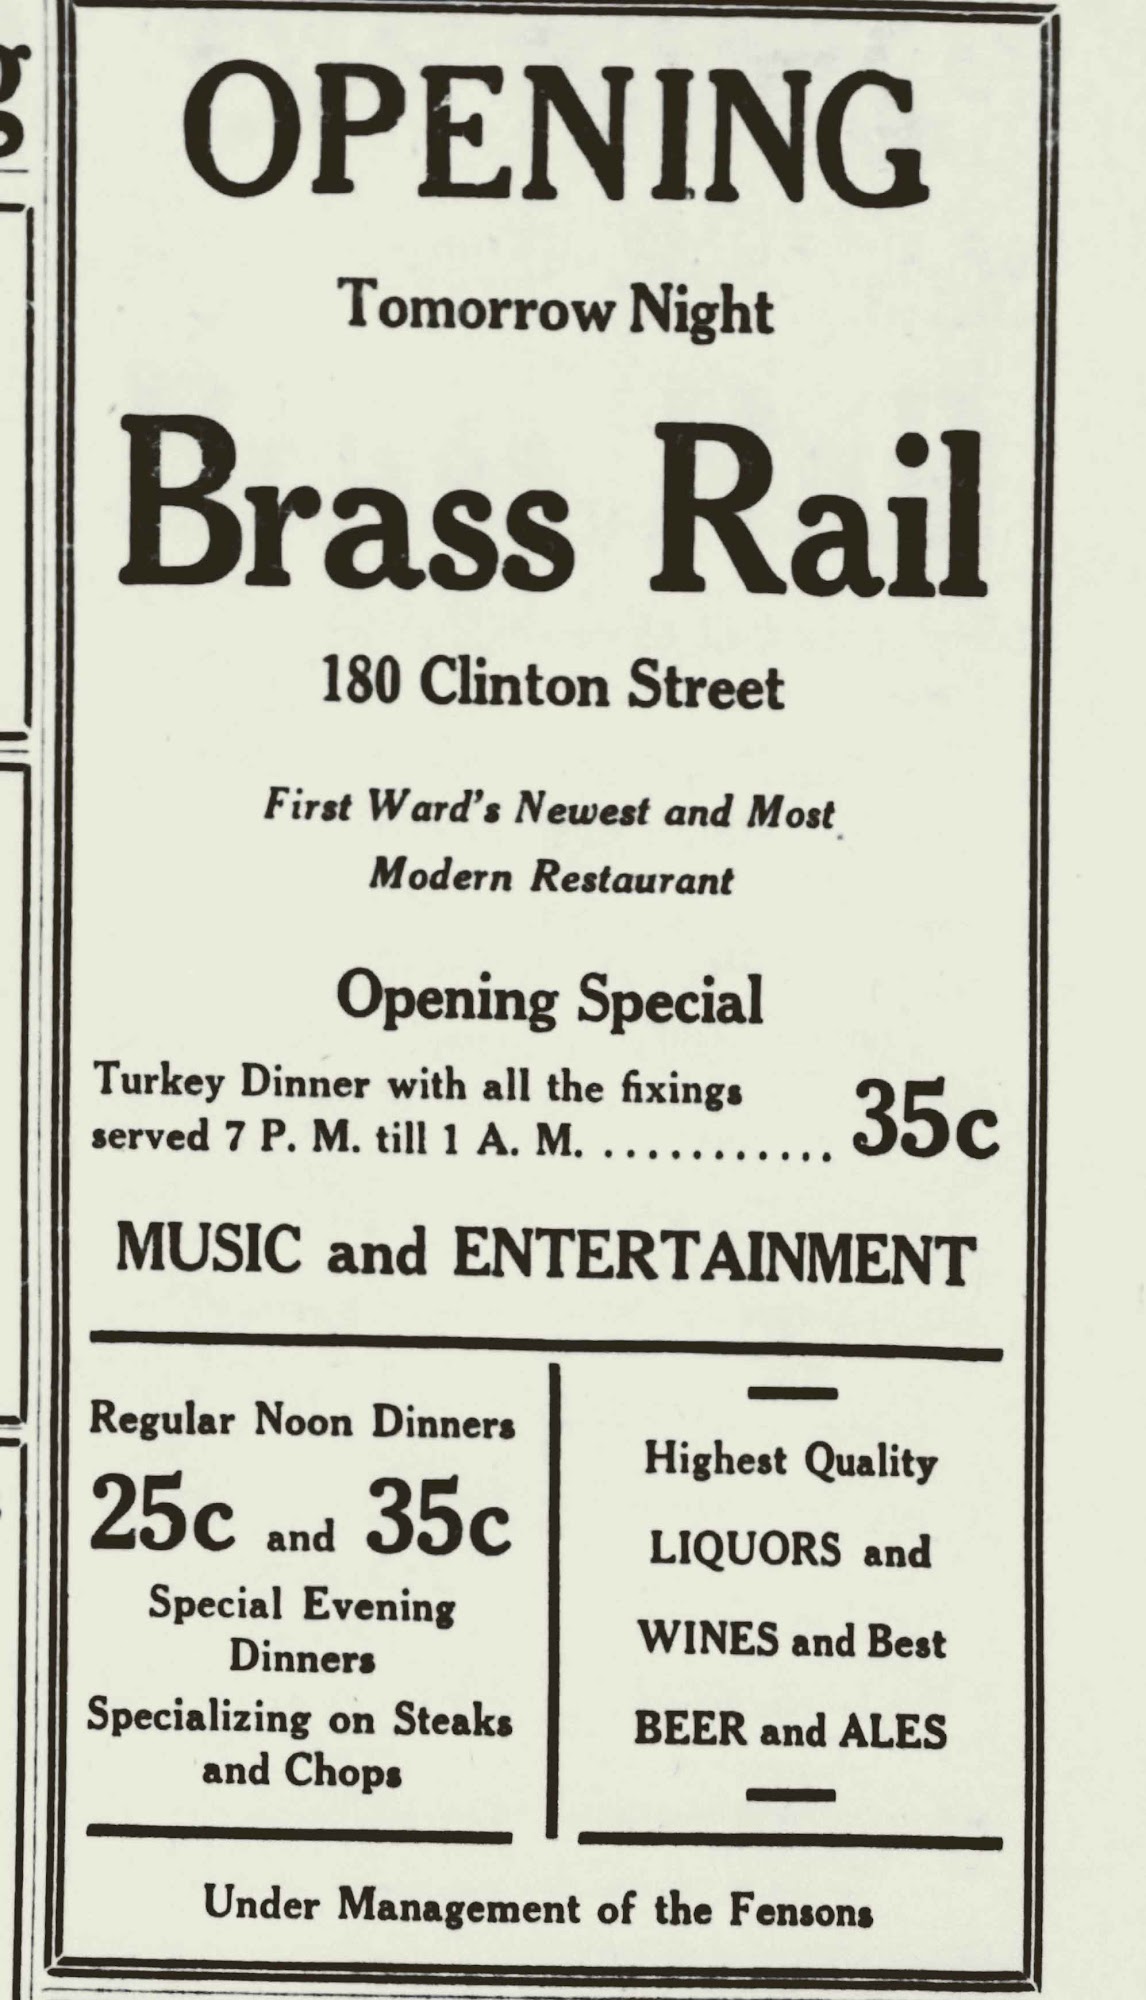 OPENING
Tomorrow Night
Brass Rail
180 Clinton Street
First Ward's Newest and Most
Modern Restaurant
Opening Special
Turkey Dinner with all the fixings
served 7 P. M. till 1 A. M. ........... 35c
MUSIC and ENTERTAINMENT
Regular Noon Dinners
25c and 35c
Special Evening
Dinners
Specializing on Steaks
and Chops
Highest Quality
LIQUORS and
WINES and Best
BEER and ALES
Under Management of the Fensons